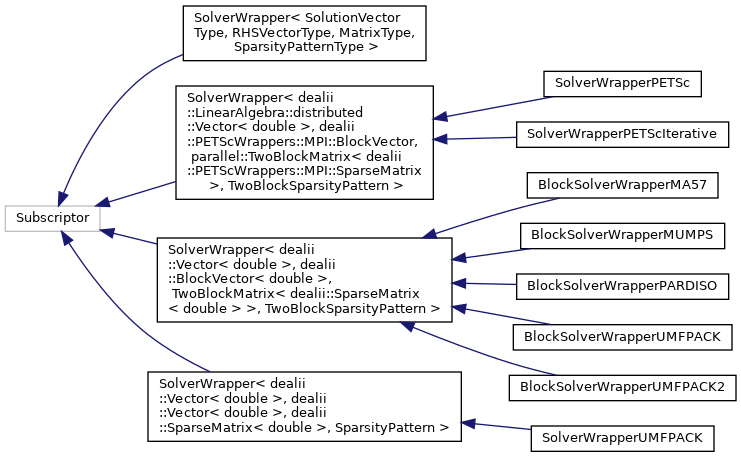 SolverWrapper< SolutionVector
Type, RHSVectorType, MatrixType,
SparsityPatternType >
SolverWrapper< dealii
::LinearAlgebra::distributed
::Vector< double >, dealii
::PETScWrappers::MPI::BlockVector,
parallel::TwoBlockMatrix< dealii
::PETScWrappers::MPI::SparseMatrix
>, TwoBlockSparsityPattern >
SolverWrapperPETSc
SolverWrapperPETScIterative
BlockSolverWrapperMA57
Subscriptor
BlockSolverWrapperMUMPS
SolverWrapper< dealii
::Vector< double >, dealii
::BlockVector< double >,
TwoBlockMatrix< dealii::SparseMatrix
< double > >, TwoBlockSparsityPattern >
BlockSolverWrapperPARDISO
BlockSolverWrapperUMFPACK
BlockSolverWrapperUMFPACK2
SolverWrapper< dealii
::Vector< double >, dealii
::Vector< double >, dealii
::SparseMatrix< double >, SparsityPattern >
SolverWrapperUMFPACK